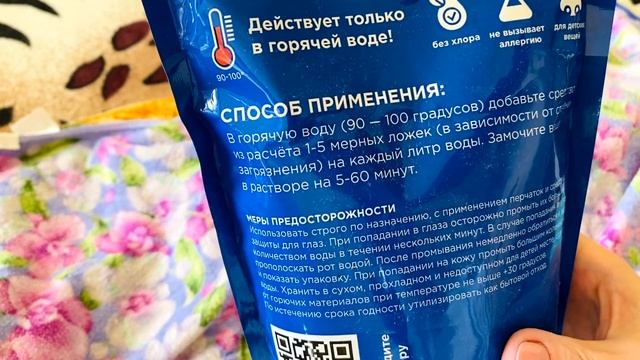 Действует только
в горячей воде!
90-100°
без хлора
не вызывает
аллергию
для детских
вещей
СПОСОБ ПРИМЕНЕНИЯ:
В горячую воду (90 – 100 градусов) добавьте
из расчёта 1-5 мерных ложек (в зависимости от
загрязнения) на каждый литр воды. Замочите
в растворе на 5-60 минут.
МЕРЫ ПРЕДОСТОРОЖНОСТИ
Использовать строго по назначению, с применением перчаток и
защиты для глаз. При попадании в глаза осторожно промыть их
количеством воды в течении нескольких минут. В случае попадания
прополоскать рот водой. После промывания немедленно обратиться
и показать упаковку. При попадании на кожу промыть большим
воды. Хранить в сухом, прохладном и недоступном для детей месте,
от горючих материалов при температуре не выше +30 градусов.
По истечению срока годности утилизировать как бытовой отход.